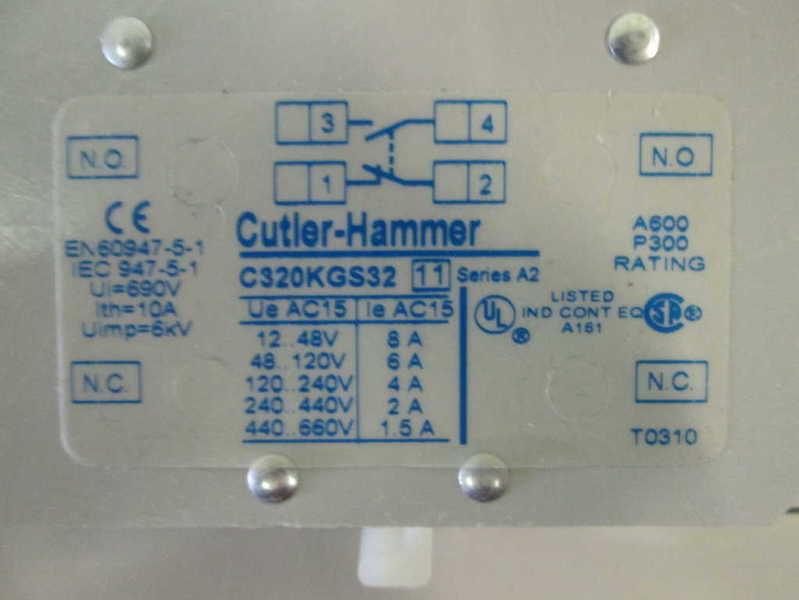 3 4
N.O. N.O
1 2
CE
EN60947-5-1
IEC 947-5-1
Ui=690V
Ith=10A
Uimp=6kV
N.C.
Cutler-Hammer
C320KGS32 11 Series A2
Ue AC15 Ie AC15
12..48V 8 A
48..120V 6 A
120..240V 4 A
240..440V 2 A
440..660V 1.5 A
UL ®
LISTED
IND CONT EQ
A161
A600
P300
RATING
SA ®
N.C.
T0310